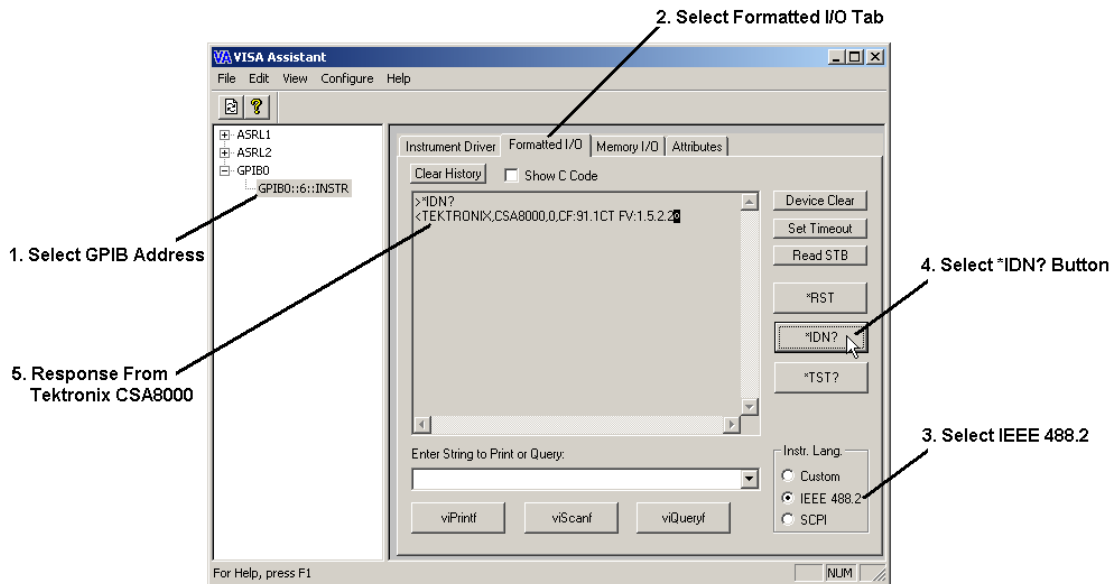 2. Select Formatted I/O Tab
VA VISA Assistant
File Edit View Configure Help
ASRL1
ASRL2
GPIB0
GPIB0::6::INSTR
Instrument Driver Formatted I/O Memory I/O Attributes
Clear History Show C Code
>*IDN?
<TEKTRONIX,CSA8000,0,CF:91.1CT FV:1.5.2.2
Device Clear
Set Timeout
Read STB
*RST
*IDN?
*TST?
1. Select GPIB Address
4. Select *IDN? Button
5. Response From
Tektronix CSA8000
3. Select IEEE 488.2
Enter String to Print or Query:
Instr. Lang.
Custom
IEEE 488.2
SCPI
viPrintf viScanf viQueryf
For Help, press F1
NUM